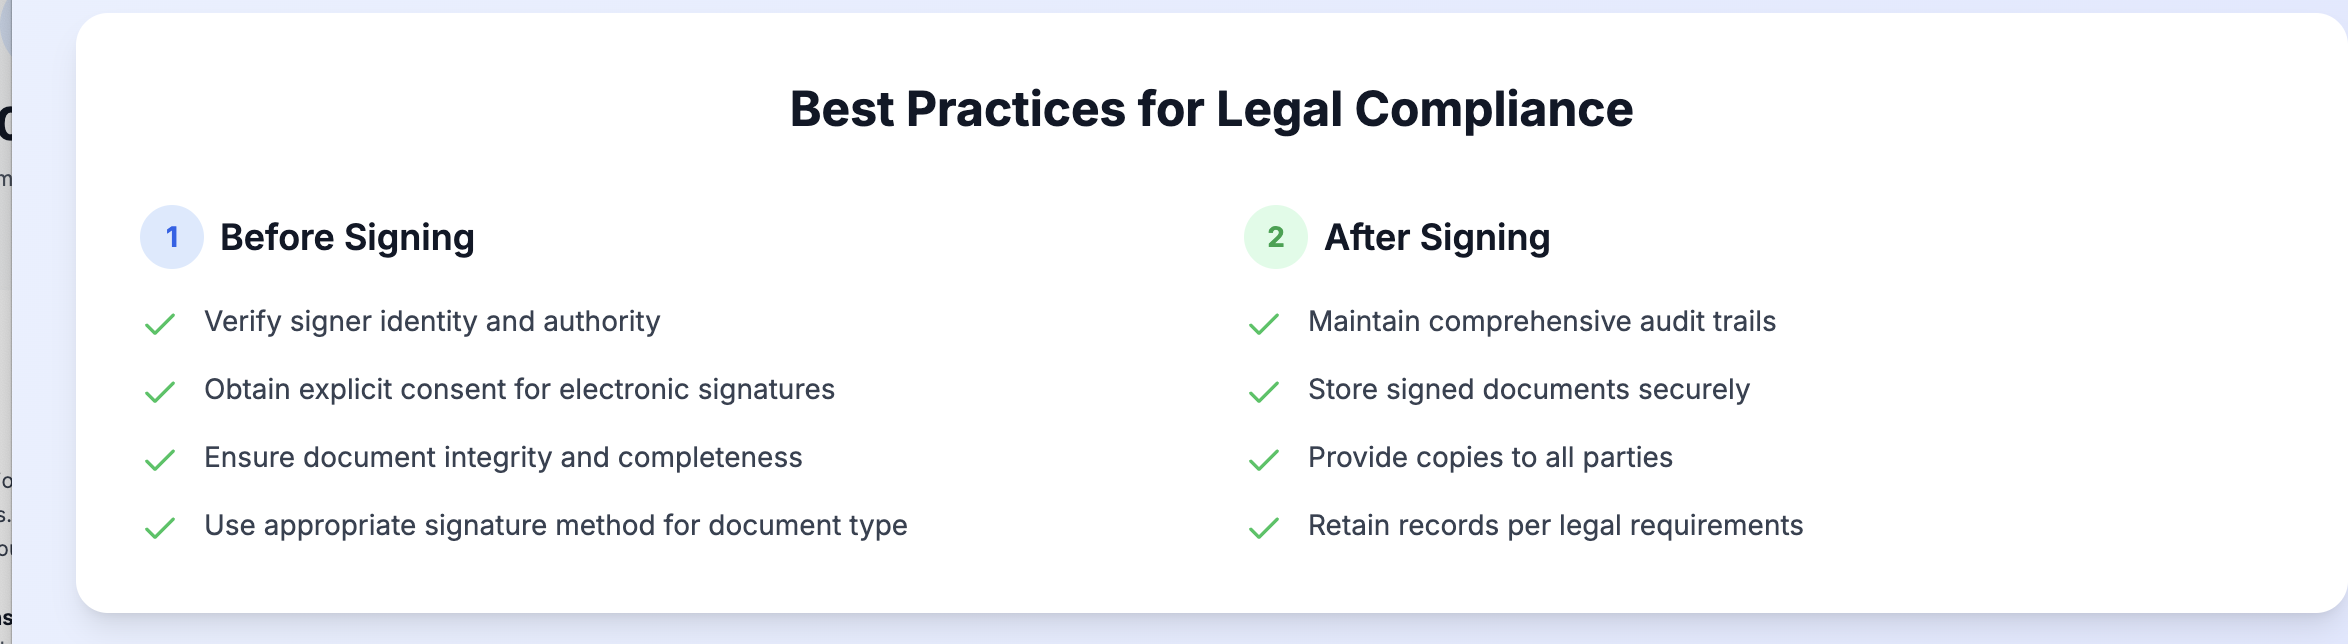 Best Practices for Legal Compliance
1 Before Signing
Verify signer identity and authority
Obtain explicit consent for electronic signatures
Ensure document integrity and completeness
Use appropriate signature method for document type
2 After Signing
Maintain comprehensive audit trails
Store signed documents securely
Provide copies to all parties
Retain records per legal requirements